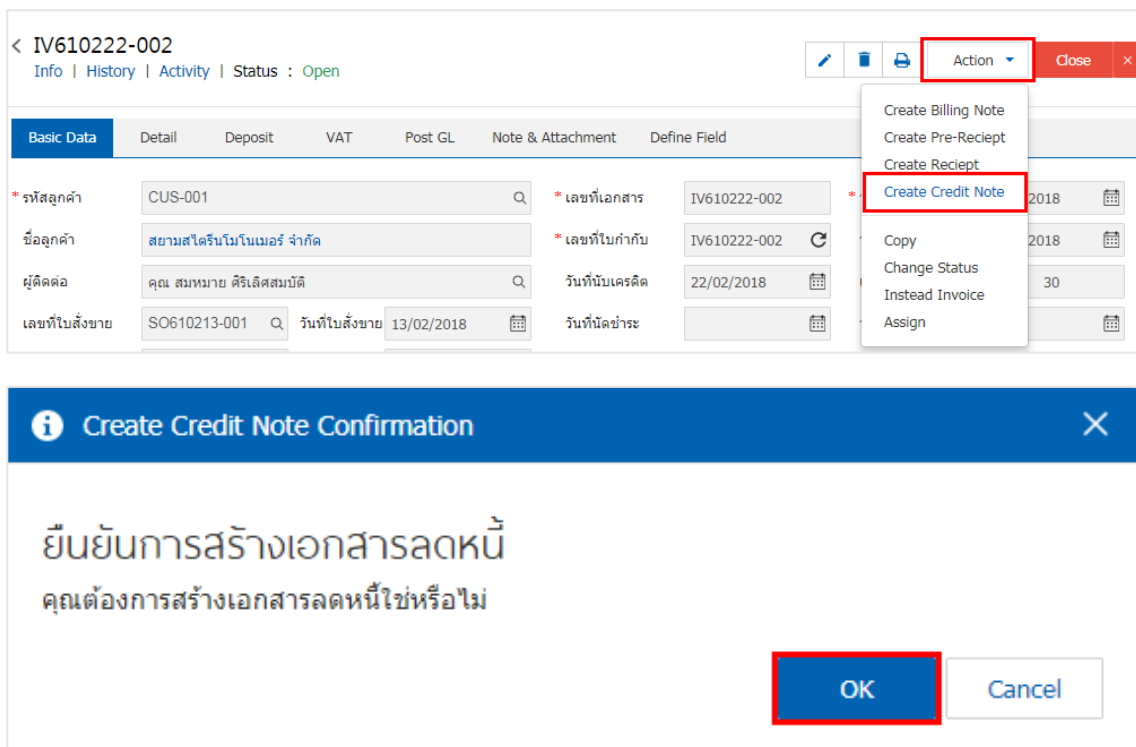 < IV610222-002
Info | History | Activity | Status : Open
Action
Close ×
Create Billing Note
Create Pre-Reciept
Create Reciept
Create Credit Note
Copy
Change Status
Instead Invoice
Assign
Basic Data Detail Deposit VAT Post GL Note & Attachment Define Field
* รหัสลูกค้า CUS-001 * เลขที่เอกสาร IV610222-002 * 2018
ชื่อลูกค้า สยามสไตรีนโมโนเมอร์ จำกัด * เลขที่ใบกำกับ IV610222-002 2018
ผู้ติดต่อ คุณ สมหมาย ศิริเลิศสมบัติ วันที่นับเครดิต 22/02/2018 30
เลขที่ใบสั่งขาย SO610213-001 วันที่ใบสั่งขาย 13/02/2018 วันที่นัดชำระ
Create Credit Note Confirmation
ยืนยันการสร้างเอกสารลดหนี้
คุณต้องการสร้างเอกสารลดหนี้ใช่หรือไม่
OK Cancel